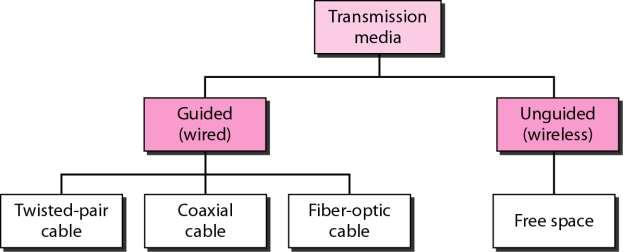 Transmission
media
Guided
(wired)
Unguided
(wireless)
Twisted-pair
cable
Coaxial
cable
Fiber-optic
cable
Free space